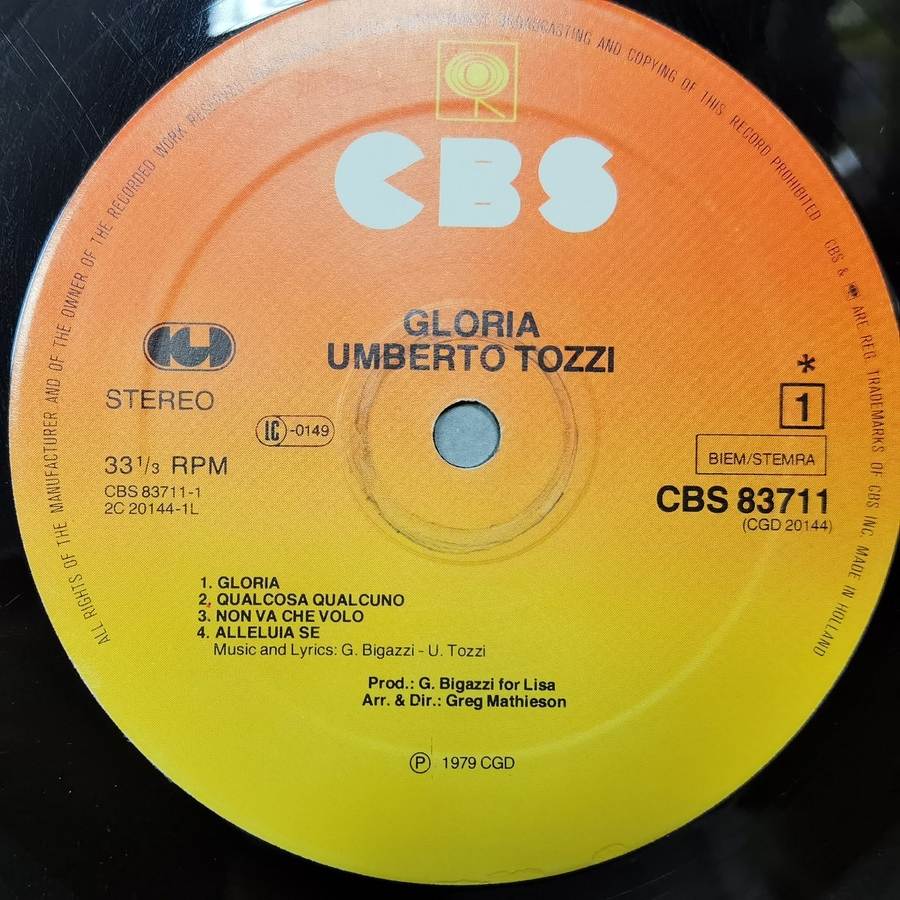 ALL RIGHTS OF THE MANUFACTURER AND OF THE OWNER OF THE RECORDED WORK RESERVED
BROADCASTING AND COPYING OF THIS RECORD PROHIBITED
CBS & ARE REG. TRADEMARKS OF CBS INC. MADE IN HOLLAND
CBS
GLORIA
UMBERTO TOZZI
STEREO
LC-0149
33 1/3 RPM
CBS 83711-1
2C 20144-1L
*
1
BIEM/STEMRA
CBS 83711
(CGD 20144)
1. GLORIA
2. QUALCOSA QUALCUNO
3. NON VA CHE VOLO
4. ALLELUIA SE
Music and Lyrics: G. Bigazzi - U. Tozzi
Prod.: G. Bigazzi for Lisa
Arr. & Dir.: Greg Mathieson
℗ 1979 CGD